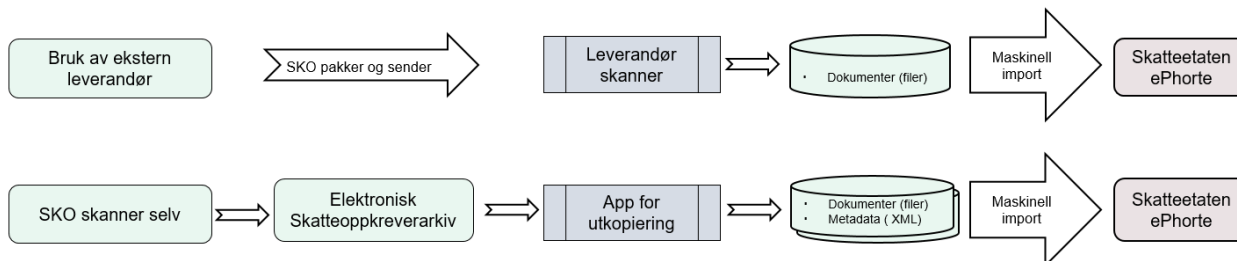 Bruk av ekstern
leverandør
SKO pakker og sender
Leverandør
skanner
· Dokumenter (filer)
Maskinell
import
Skatteetaten
ePhorte
SKO skanner selv
Elektronisk
Skatteoppkreverarkiv
App for
utkopiering
· Dokumenter (filer)
· Metadata ( XML)
Maskinell
import
Skatteetaten
ePhorte